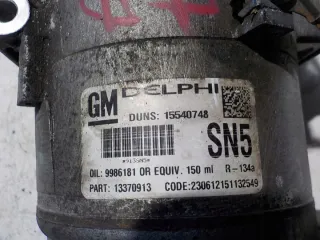 GM DELPHI
DUNS: 15540748
SN5
OIL: 9986181 OR EQUIV. 150 ml R-134a
PART: 13370913 CODE:230612151132549